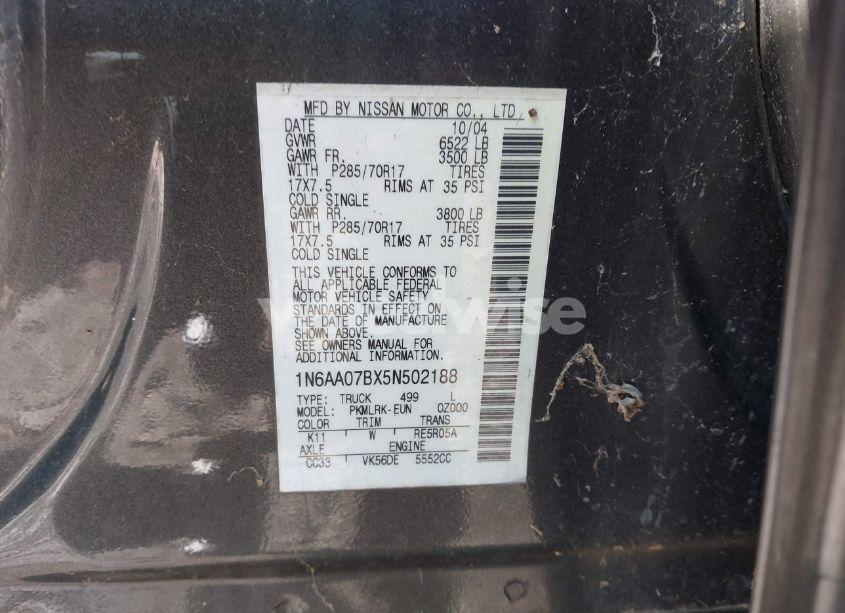 MFD BY NISSAN MOTOR CO., LTD.
DATE 10/04
GVWR 6522 LB
GAWR FR. 3500 LB
WITH P285/70R17 TIRES
17X7.5 RIMS AT 35 PSI
COLD SINGLE
GAWR RR. 3800 LB
WITH P285/70R17 TIRES
17X7.5 RIMS AT 35 PSI
COLD SINGLE
THIS VEHICLE CONFORMS TO
ALL APPLICABLE FEDERAL
MOTOR VEHICLE SAFETY
STANDARDS IN EFFECT ON
THE DATE OF MANUFACTURE
SHOWN ABOVE.
SEE OWNERS MANUAL FOR
ADDITIONAL INFORMATION.
1N6AA07BX5N502188
TYPE: TRUCK 499 L
MODEL: PKMLRK-EUN 0Z000
COLOR TRIM TRANS
K11 W RE5R05A
AXLE ENGINE
CC33 VK56DE 5552CC